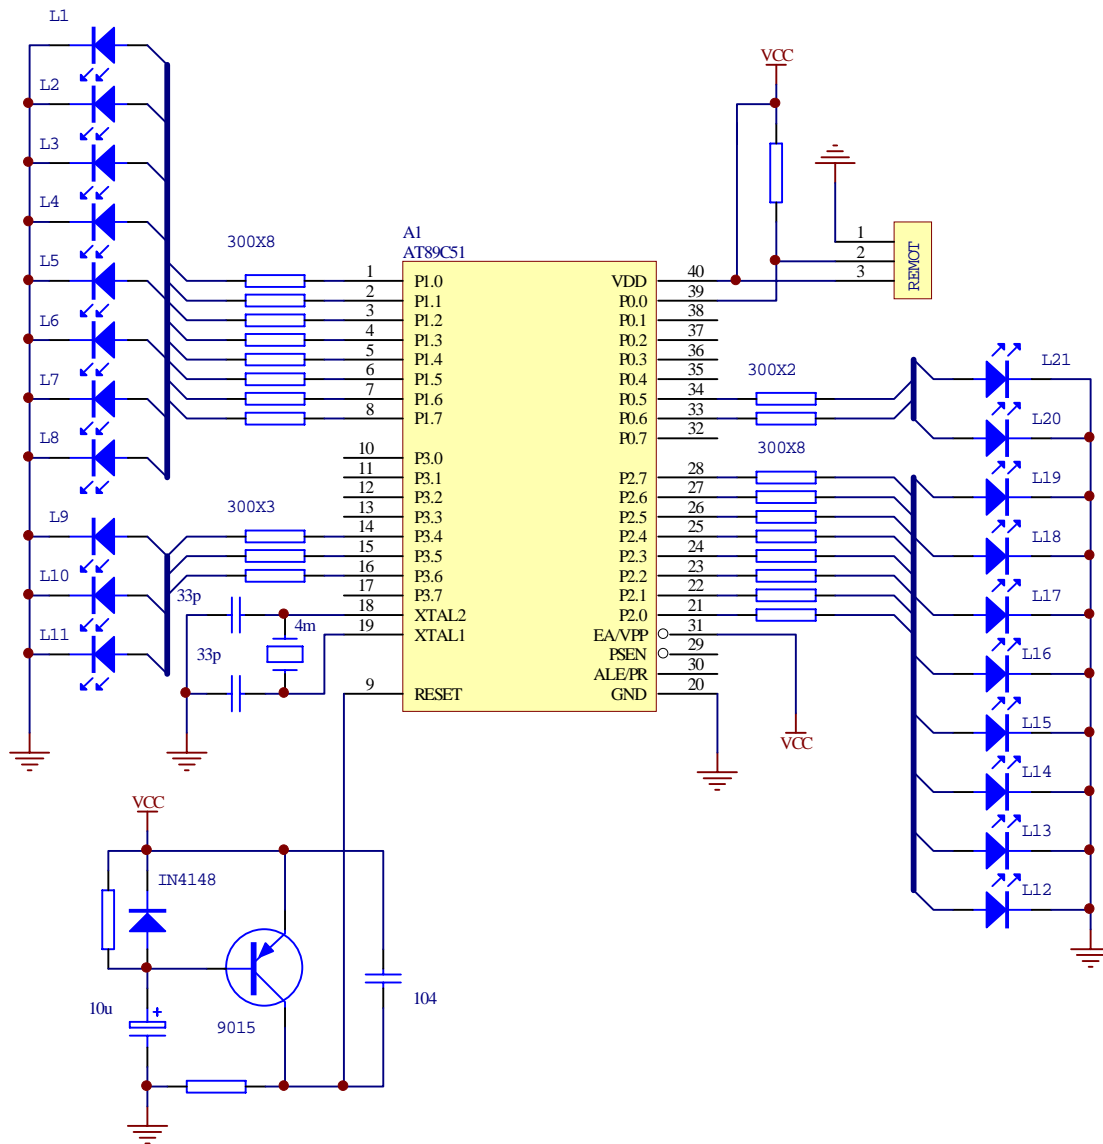 L1
L2
L3
L4
L5
L6
L7
L8
L9
L10
L11
300X8
300X3
33p
33p
4m
A1
AT89C51
1 P1.0
2 P1.1
3 P1.2
4 P1.3
5 P1.4
6 P1.5
7 P1.6
8 P1.7
10 P3.0
11 P3.1
12 P3.2
13 P3.3
14 P3.4
15 P3.5
16 P3.6
17 P3.7
18 XTAL2
19 XTAL1
9 RESET
VDD 40
P0.0 39
P0.1 38
P0.2 37
P0.3 36
P0.4 35
P0.5 34
P0.6 33
P0.7 32
P2.7 28
P2.6 27
P2.5 26
P2.4 25
P2.3 24
P2.2 23
P2.1 22
P2.0 21
EA/VPP 31
PSEN 29
ALE/PR 30
GND 20
VCC
1
2
3
REMOT
300X2
300X8
VCC
L21
L20
L19
L18
L17
L16
L15
L14
L13
L12
VCC
IN4148
10u
+
9015
104